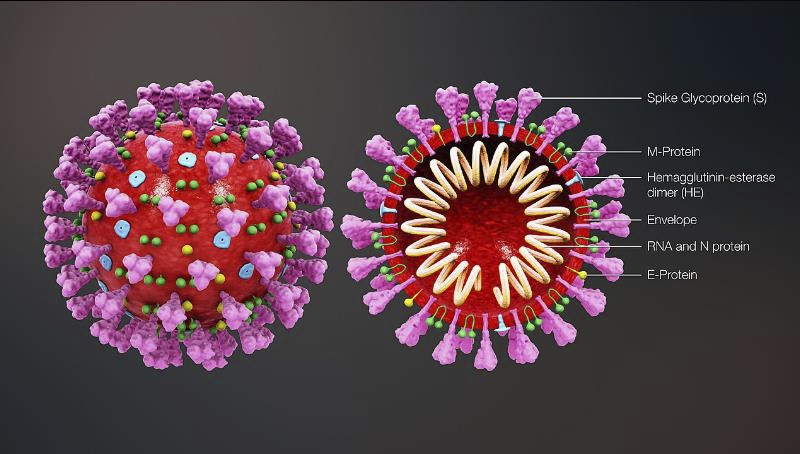 Spike Glycoprotein (S)
M-Protein
Hemagglutinin-esterase
dimer (HE)
Envelope
RNA and N protein
E-Protein